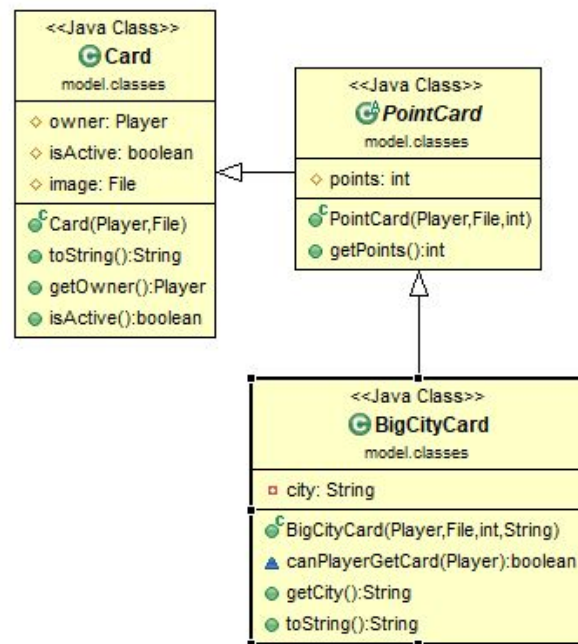 <<Java Class>>
Card
model.classes
owner: Player
isActive: boolean
image: File
Card(Player,File)
toString():String
getOwner():Player
isActive():boolean
<<Java Class>>
PointCard
model.classes
points: int
PointCard(Player,File,int)
getPoints():int
<<Java Class>>
BigCityCard
model.classes
city: String
BigCityCard(Player,File,int,String)
canPlayerGetCard(Player):boolean
getCity():String
toString():String